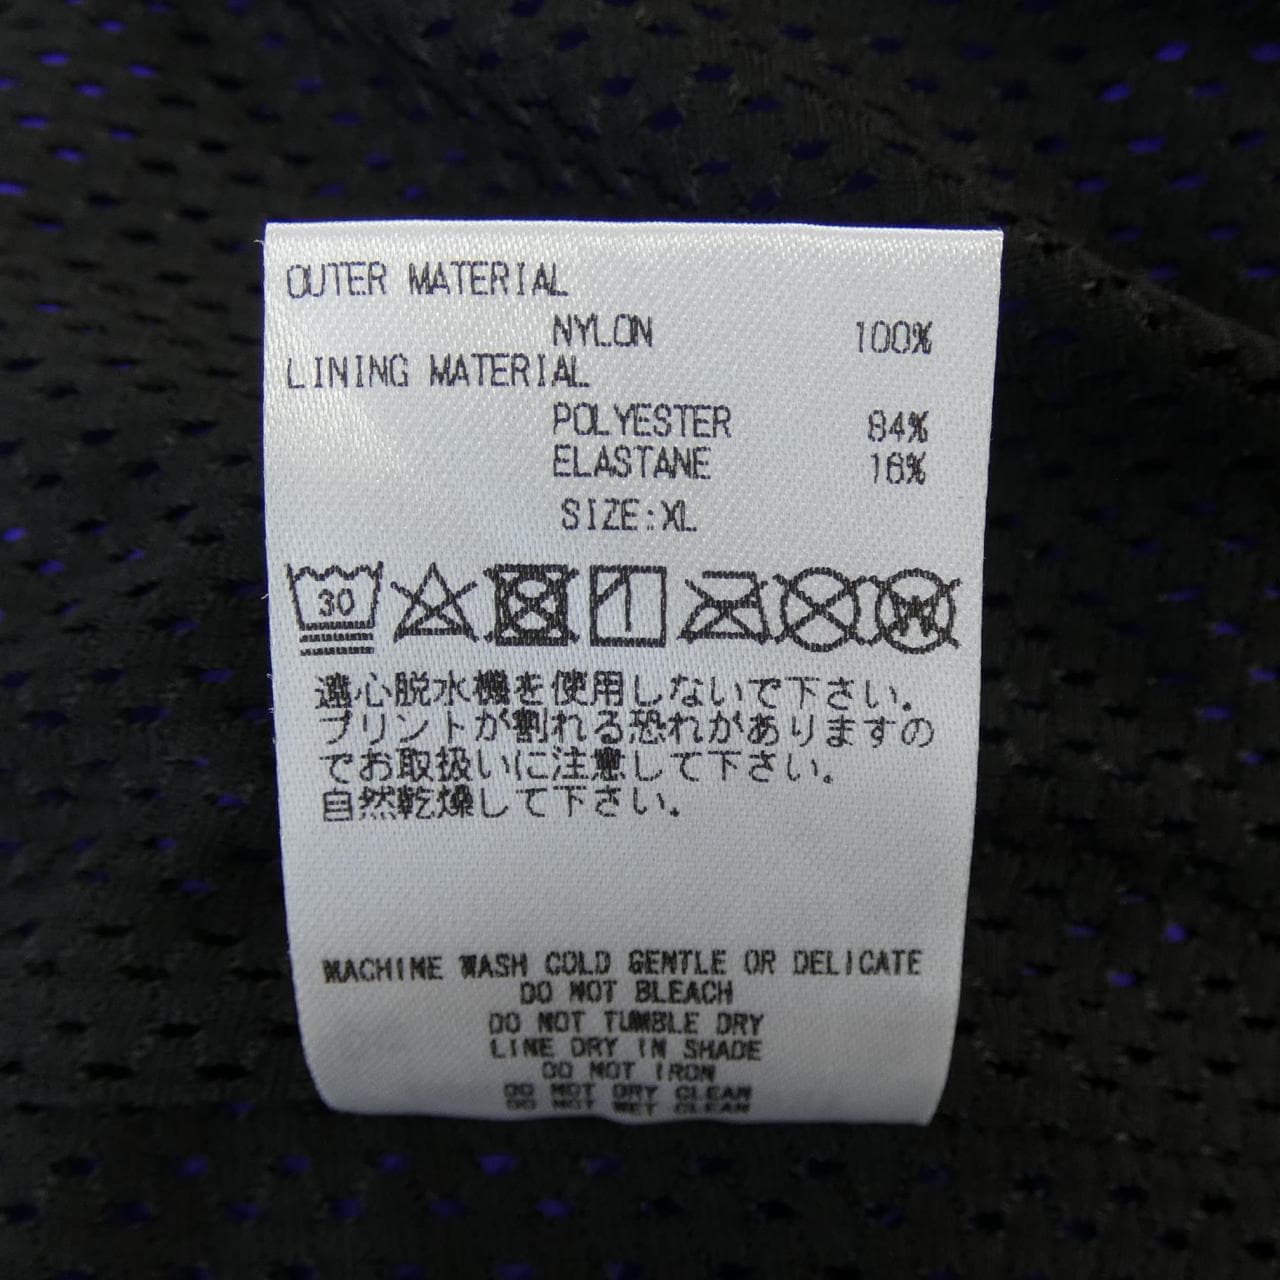 OUTER MATERIAL
NYLON 100%
LINING MATERIAL
POLYESTER 84%
ELASTANE 16%
SIZE:XL
30
W
遠心脱水機を使用しないで下さい.
プリントが割れる恐れがありますの
でお取扱いに注意して下さい.
自然乾燥して下さい.
MACHINE WASH COLD GENTLE OR DELICATE
DO NOT BLEACH
DO NOT TUMBLE DRY
LINE DRY IN SHADE
DO NOT IRON
DO NOT DRY CLEAN
DO NOT WET CLEAN